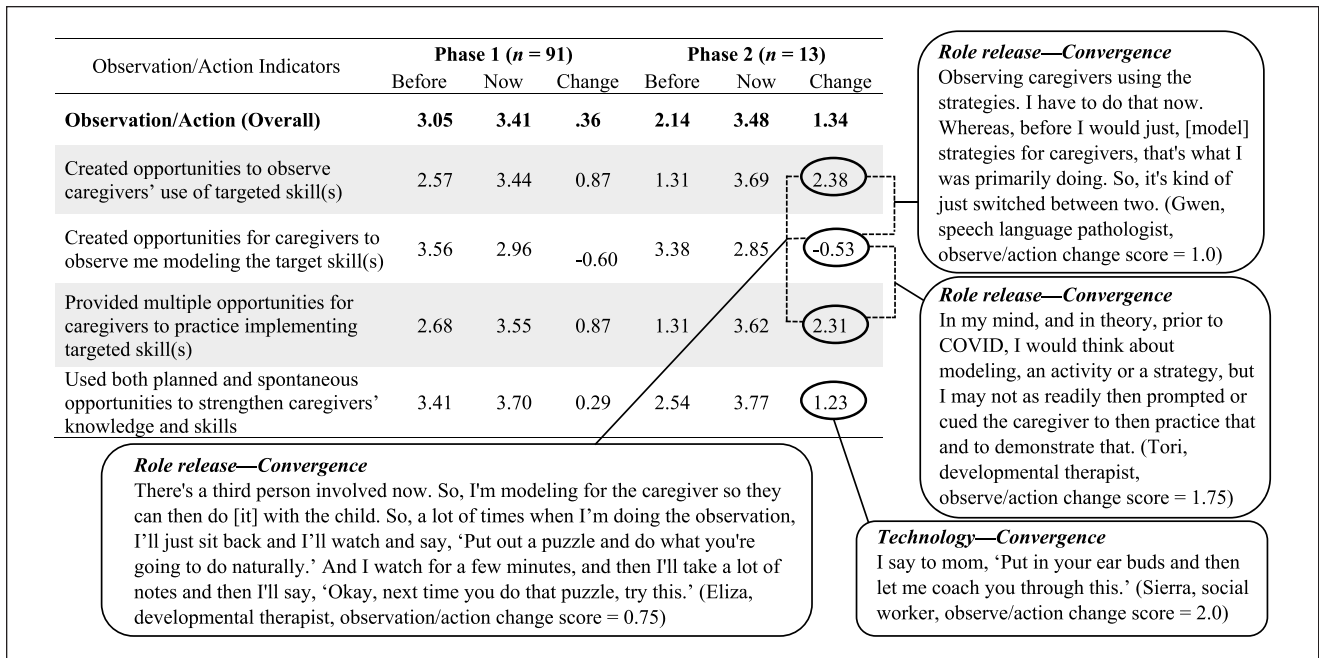 Observation/Action Indicators
Phase 1 (n = 91)
Phase 2 (n = 13)
Before Now Change Before Now Change
Observation/Action (Overall) 3.05 3.41 .36 2.14 3.48 1.34
Created opportunities to observe
caregivers’ use of targeted skill(s)
2.57 3.44 0.87 1.31 3.69 2.38
Created opportunities for caregivers to
observe me modeling the target skill(s)
3.56 2.96 -0.60 3.38 2.85 -0.53
Provided multiple opportunities for
caregivers to practice implementing
targeted skill(s)
2.68 3.55 0.87 1.31 3.62 2.31
Used both planned and spontaneous
opportunities to strengthen caregivers’
knowledge and skills
3.41 3.70 0.29 2.54 3.77 1.23
Role release—Convergence
Observing caregivers using the
strategies. I have to do that now.
Whereas, before I would just, [model]
strategies for caregivers, that's what I
was primarily doing. So, it's kind of
just switched between two. (Gwen,
speech language pathologist,
observe/action change score = 1.0)
Role release—Convergence
In my mind, and in theory, prior to
COVID, I would think about
modeling, an activity or a strategy, but
I may not as readily then prompted or
cued the caregiver to then practice that
and to demonstrate that. (Tori,
developmental therapist,
observe/action change score = 1.75)
Role release—Convergence
There's a third person involved now. So, I'm modeling for the caregiver so they
can then do [it] with the child. So, a lot of times when I’m doing the observation,
I’ll just sit back and I’ll watch and say, ‘Put out a puzzle and do what you're
going to do naturally.’ And I watch for a few minutes, and then I'll take a lot of
notes and then I'll say, ‘Okay, next time you do that puzzle, try this.’ (Eliza,
developmental therapist, observation/action change score = 0.75)
Technology—Convergence
I say to mom, ‘Put in your ear buds and then
let me coach you through this.’ (Sierra, social
worker, observe/action change score = 2.0)